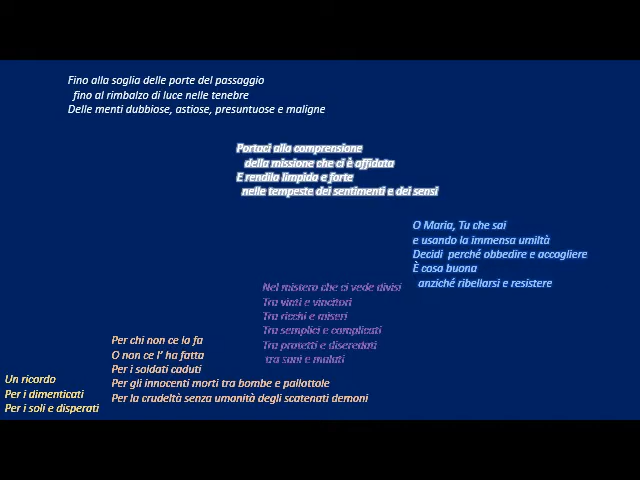 Fino alla soglia delle porte del passaggio
fino al rimbalzo di luce nelle tenebre
Delle menti dubbiose, astiose, presuntuose e maligne
Portaci alla comprensione
della missione che ci è affidata
E rendila limpida e forte
nelle tempeste dei sentimenti e dei sensi
O Maria, Tu che sai
e usando la immensa umiltà
Decidi perché obbedire e accogliere
È cosa buona
anziché ribellarsi e resistere
Nel mistero che ci vede divisi
Tra vinti e vincitori
Tra ricchi e miseri
Tra semplici e complicati
Tra protetti e diseredati
tra sani e malati
Per chi non ce la fa
O non ce l’ ha fatta
Per i soldati caduti
Per gli innocenti morti tra bombe e pallottole
Per la crudeltà senza umanità degli scatenati demoni
Un ricordo
Per i dimenticati
Per i soli e disperati